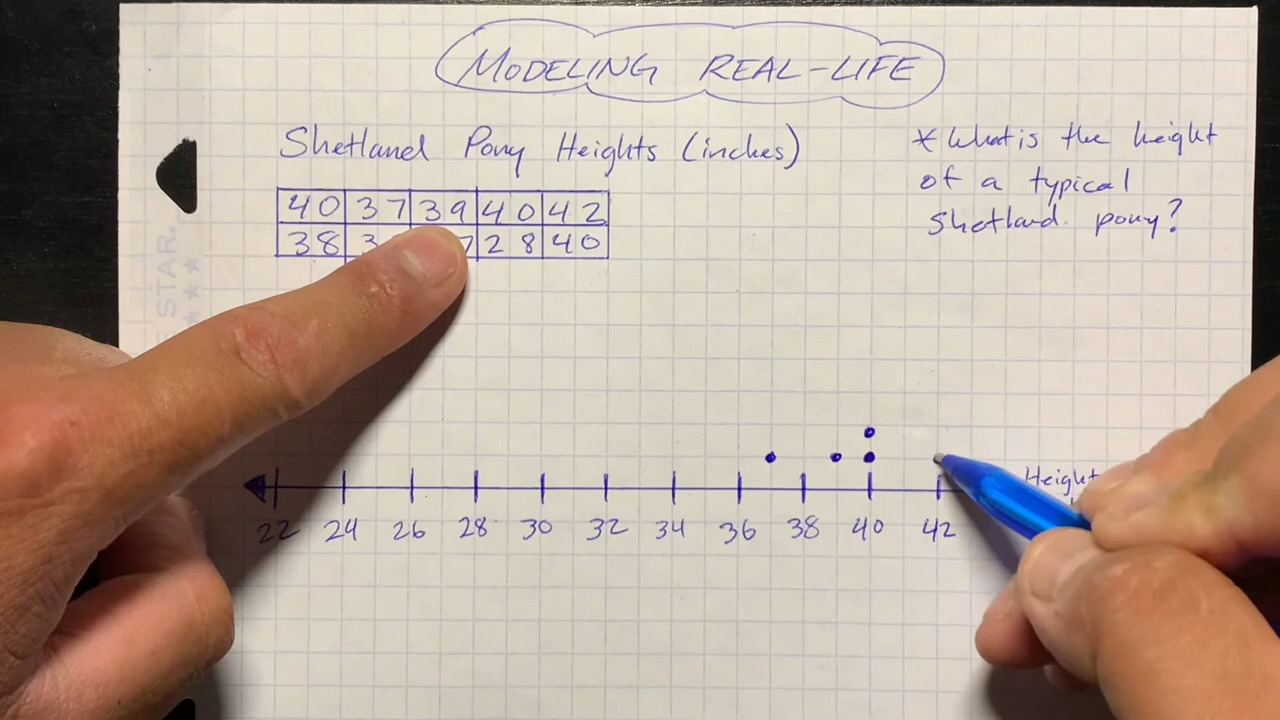 MODELING REAL-LIFE
Shetland Pony Heights (inches)
* What is the height
of a typical
Shetland pony?
40 37 39 40 42
38 28 40
STAR.
Height
22 24 26 28 30 32 34 36 38 40 42